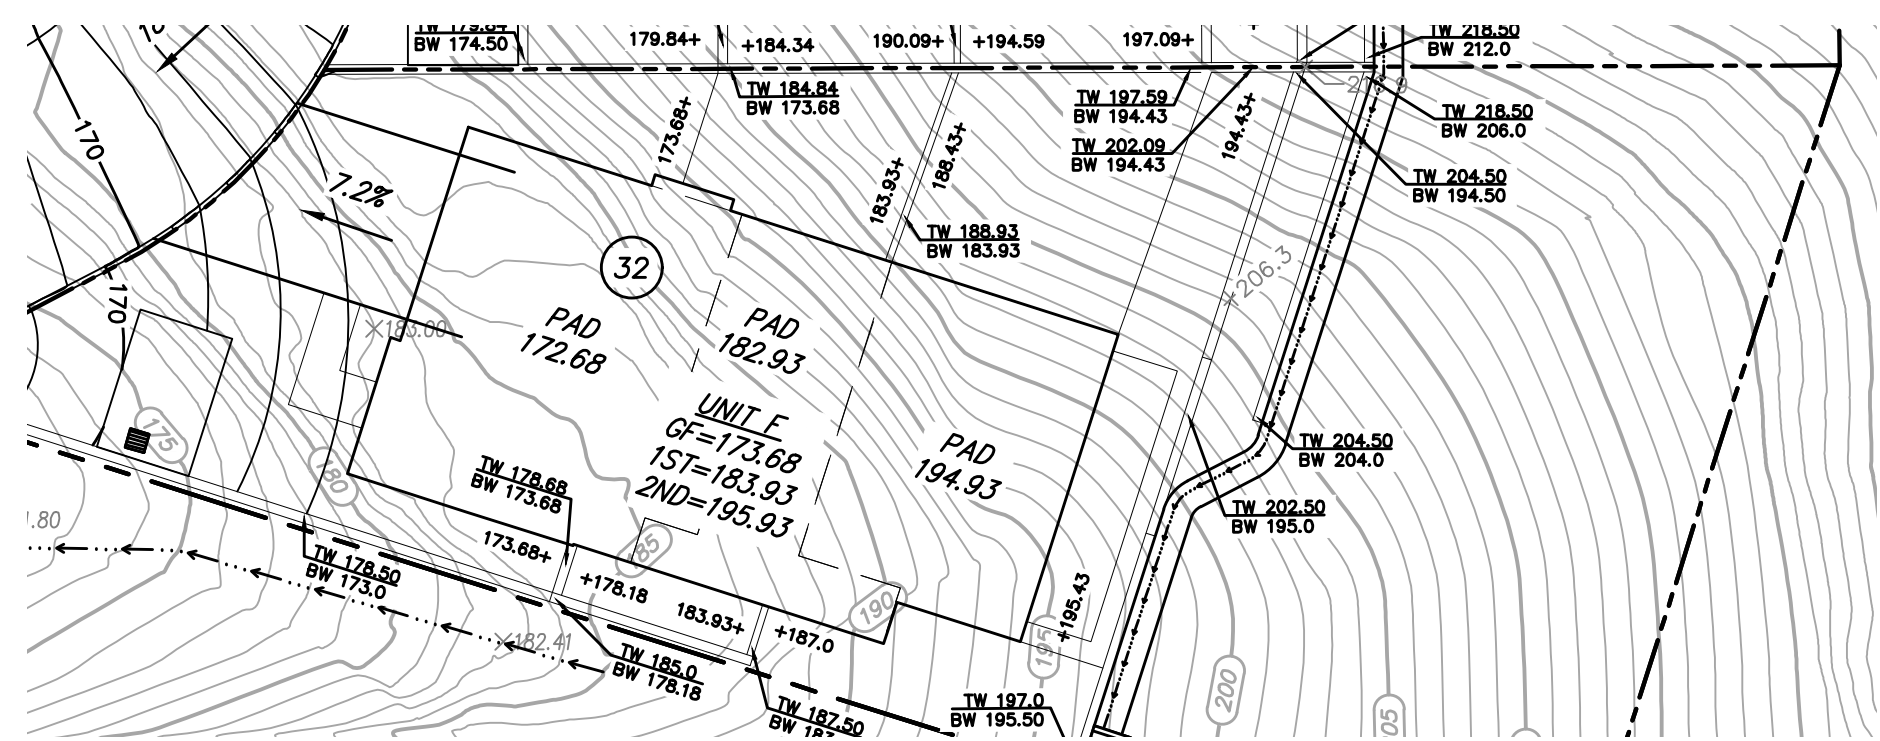 TW 179.84
BW 174.50
179.84+
+184.34
190.09+
+194.59
197.09+
TW 218.50
BW 212.0
TW 184.84
BW 173.68
173.68+
TW 197.59
BW 194.43
TW 202.09
BW 194.43
194.43+
TW 218.50
BW 206.0
TW 204.50
BW 194.50
170
7.2%
183.93+
188.43+
TW 188.93
BW 183.93
32
+206.3
170
183.00
PAD
172.68
PAD
182.93
UNIT F
GF=173.68
1ST=183.93
2ND=195.93
PAD
194.93
175
180
TW 178.68
BW 173.68
TW 204.50
BW 204.0
TW 202.50
BW 195.0
173.68+
185
TW 178.50
BW 173.0
+178.18
183.93+
+187.0
190
+195.43
195
182.41
TW 185.0
BW 178.18
200
TW 187.50
TW 197.0
BW 195.50